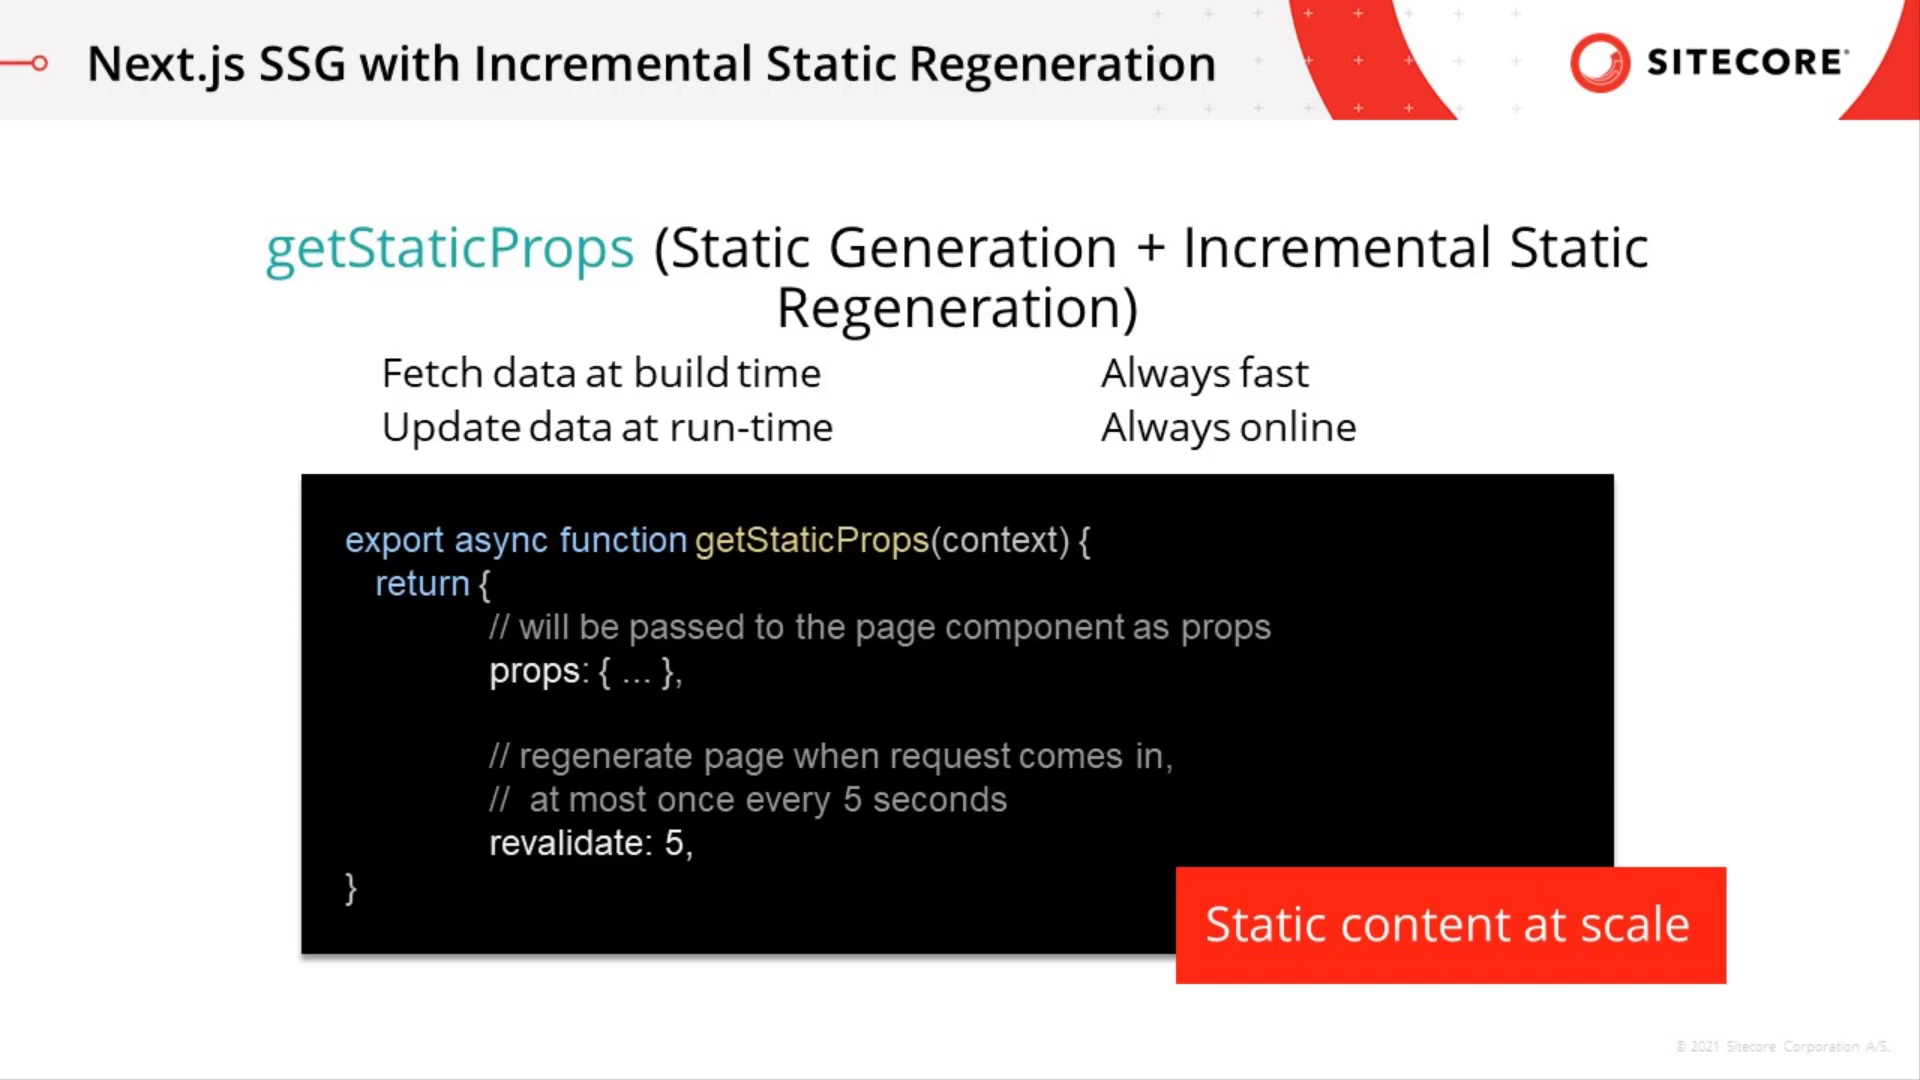 Next.js SSG with Incremental Static Regeneration
SITECORE
getStaticProps (Static Generation + Incremental Static
Regeneration)
Fetch data at build time
Update data at run-time
Always fast
Always online
export async function getStaticProps(context) {
return {
// will be passed to the page component as props
props: { ... },
// regenerate page when request comes in,
// at most once every 5 seconds
revalidate: 5,
}
Static content at scale
© 2021 Sitecore Corporation A/S.